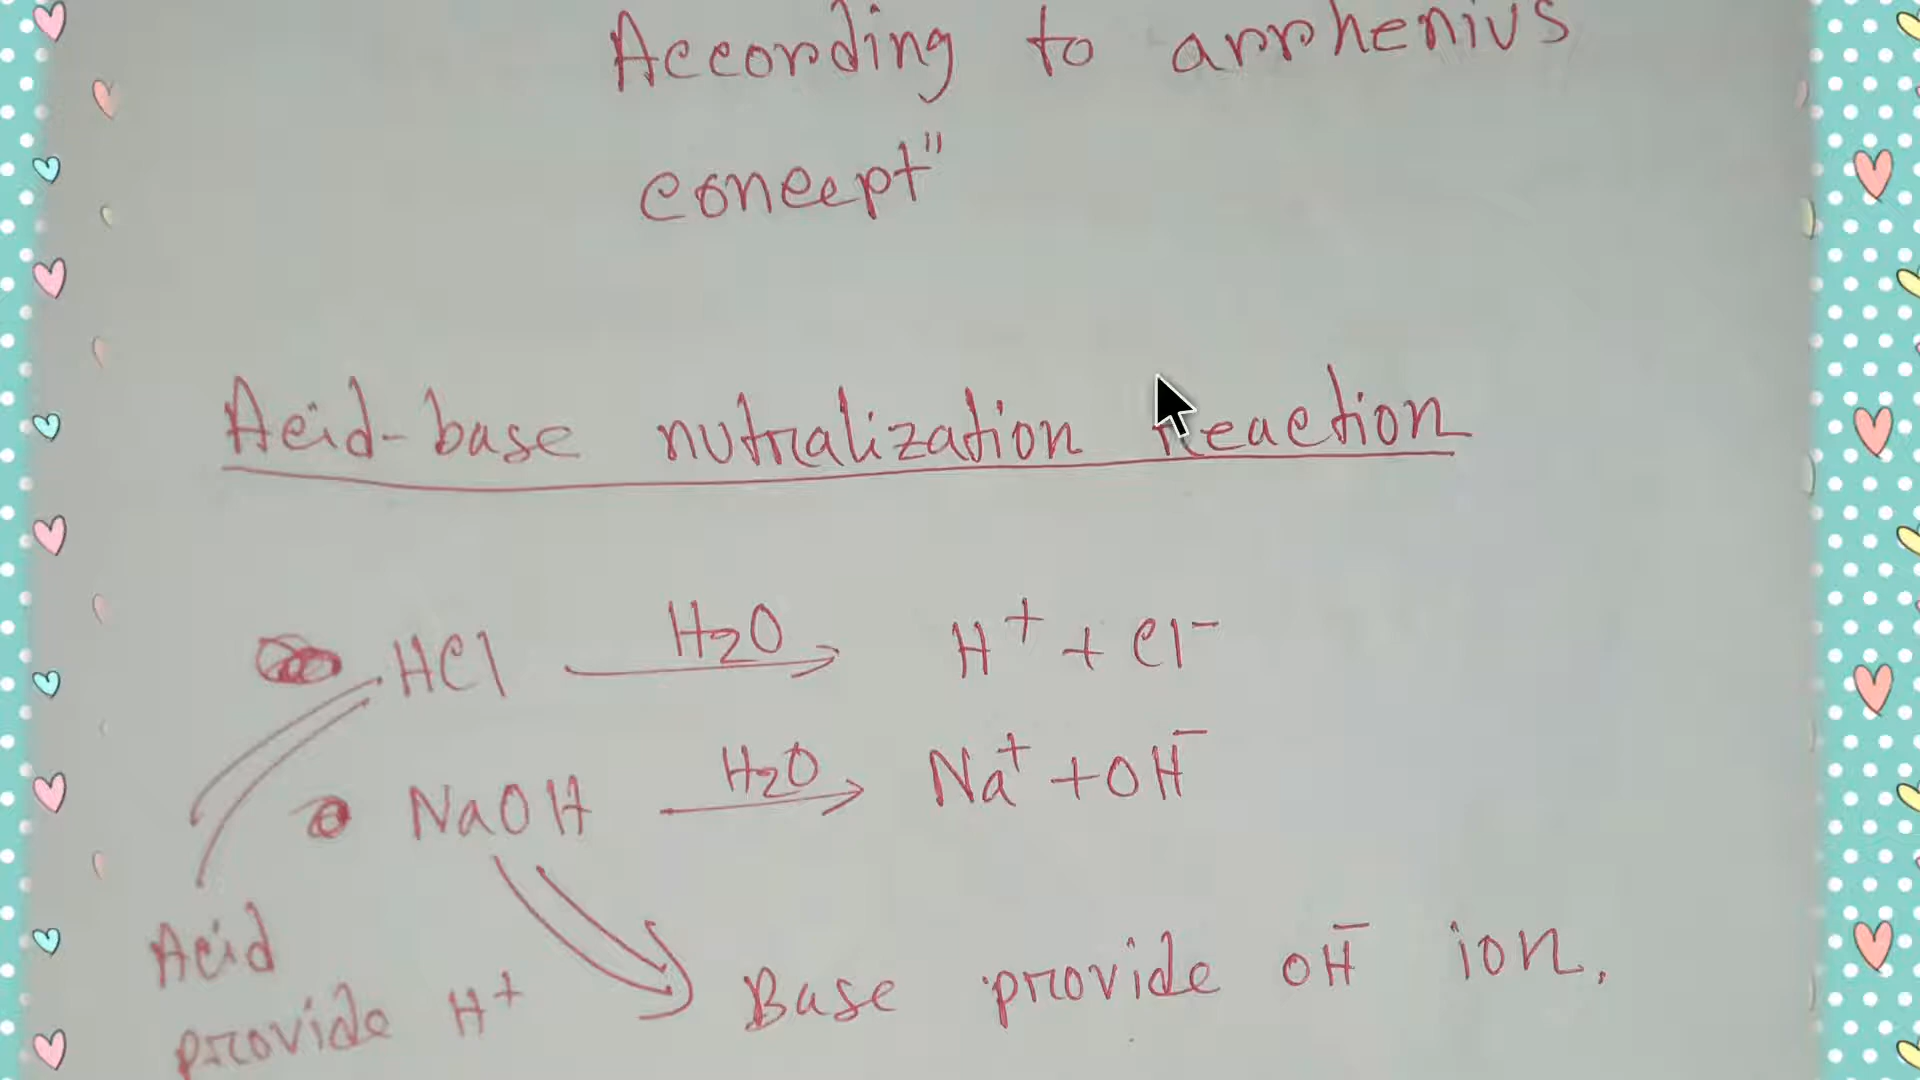 According to arrhenius
concept"
Acid-base nutralization Reaction
HCl H2O → H+ + Cl-
NaOH H2O → Na+ + OH-
Acid
provide H+
Base provide OH- ion.